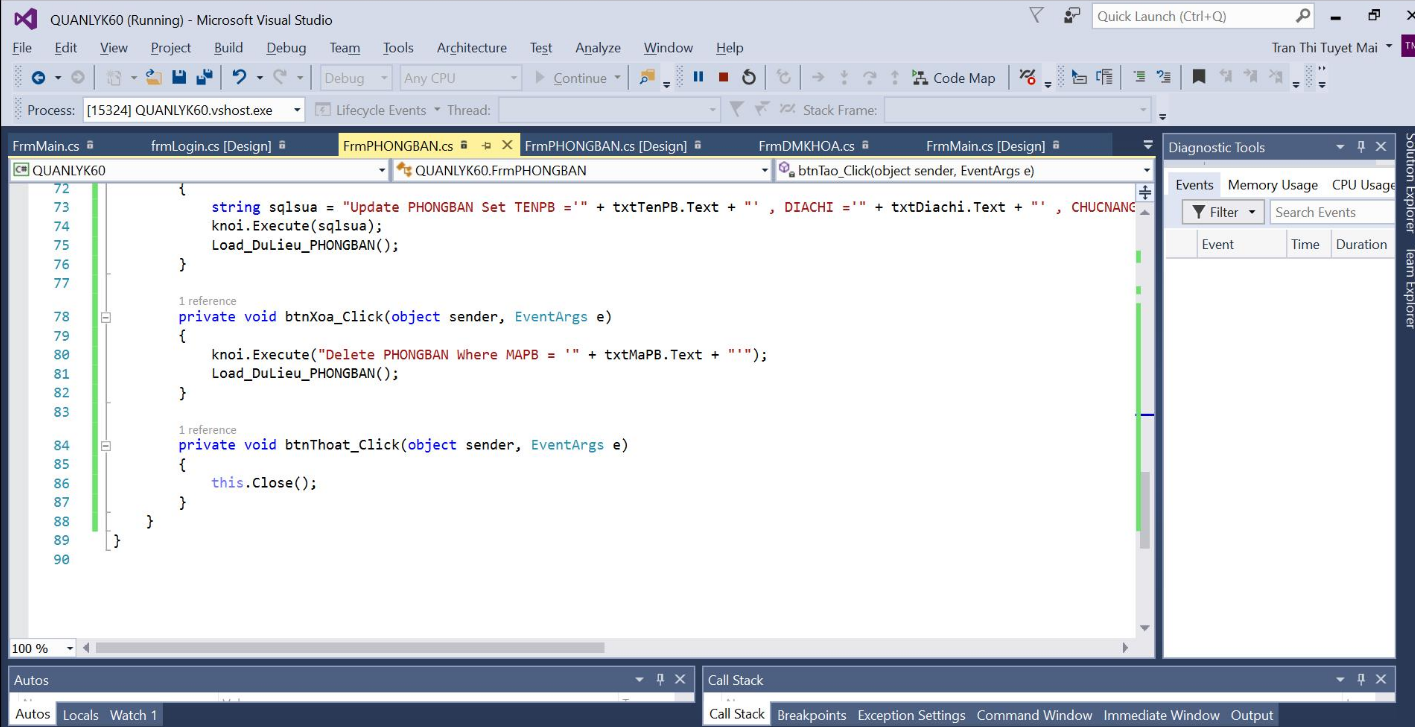 QUANLYK60 (Running) - Microsoft Visual Studio
Quick Launch (Ctrl+Q)
File Edit View Project Build Debug Team Tools Architecture Test Analyze Window Help
Tran Thi Tuyet Mai
Debug Any CPU Continue Code Map
Process: [15324] QUANLYK60.vshost.exe Lifecycle Events Thread: Stack Frame:
FrmMain.cs frmLogin.cs [Design] FrmPHONGBAN.cs FrmPHONGBAN.cs [Design] FrmDMKHOA.cs FrmMain.cs [Design]
QUANLYK60 QUANLYK60.FrmPHONGBAN btnTao_Click(object sender, EventArgs e)
72 {
73 string sqlsua = "Update PHONGBAN Set TENPB ='" + txtTenPB.Text + "' , DIACHI ='" + txtDiachi.Text + "' , CHUCNANG
74 knoi.Execute(sqlsua);
75 Load_DuLieu_PHONGBAN();
76 }
77
1 reference
78 private void btnXoa_Click(object sender, EventArgs e)
79 {
80 knoi.Execute("Delete PHONGBAN Where MAPB = '" + txtMaPB.Text + "'");
81 Load_DuLieu_PHONGBAN();
82 }
83
1 reference
84 private void btnThoat_Click(object sender, EventArgs e)
85 {
86 this.Close();
87 }
88 }
89 }
90
100 %
Diagnostic Tools
Events Memory Usage CPU Usage
Filter Search Events
Event Time Duration
Solution Explorer
Team Explorer
Autos
Autos Locals Watch 1
Call Stack
Call Stack Breakpoints Exception Settings Command Window Immediate Window Output